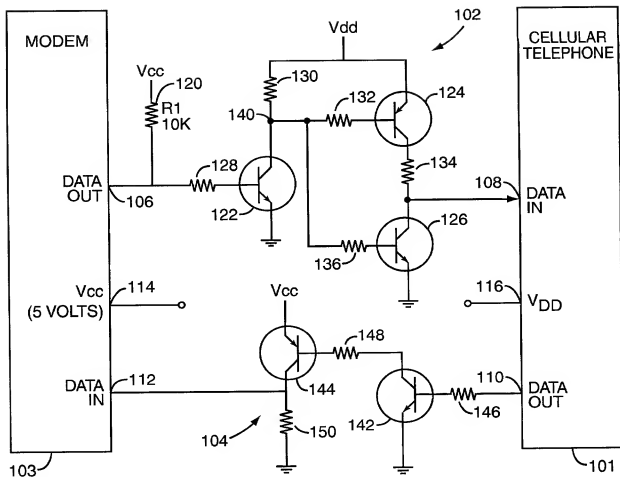 MODEM
Vcc
120
R1
10K
DATA
OUT
106
128
122
140
130
Vdd
132
102
124
134
126
136
CELLULAR
TELEPHONE
108
DATA
IN
Vcc
(5 VOLTS)
114
116
VDD
DATA
IN
112
Vcc
144
148
150
104
142
146
110
DATA
OUT
103
101